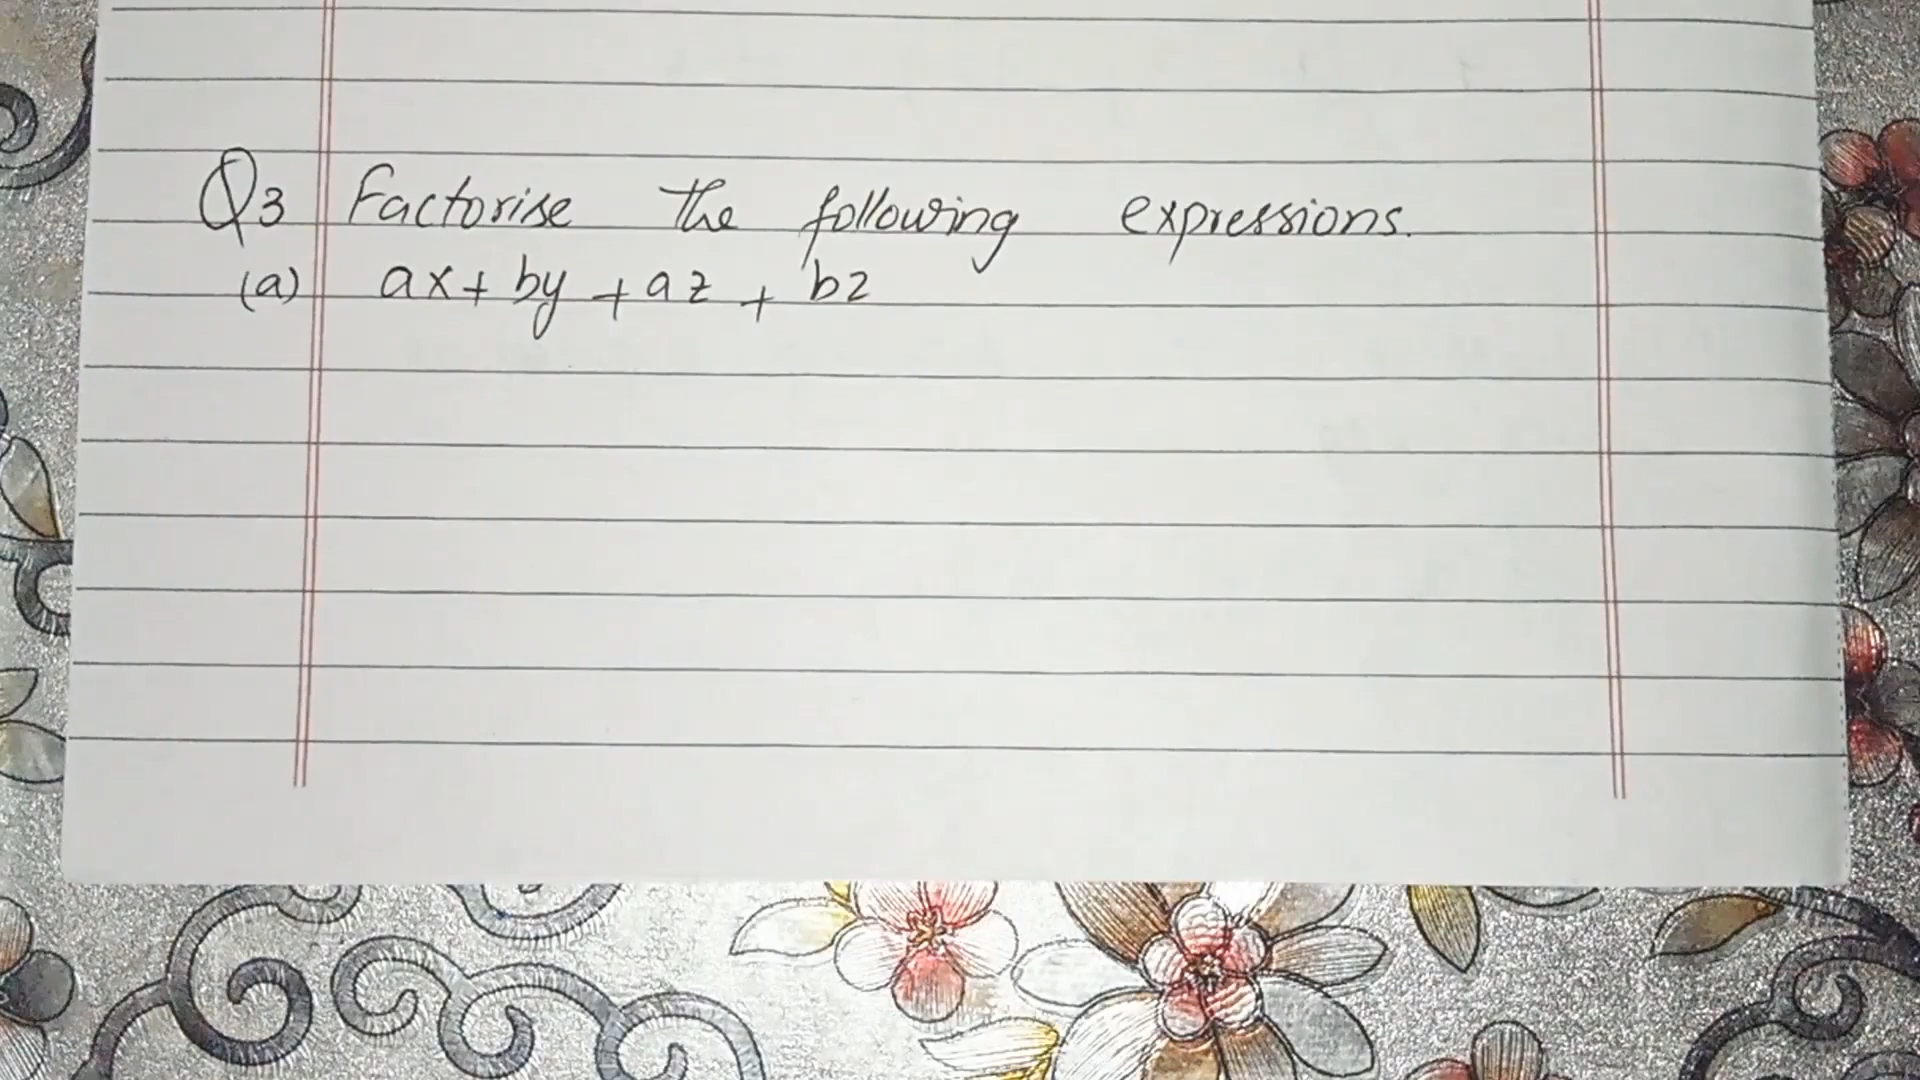 Q3 Factorise the following expressions.
(a) ax + by + az + bz